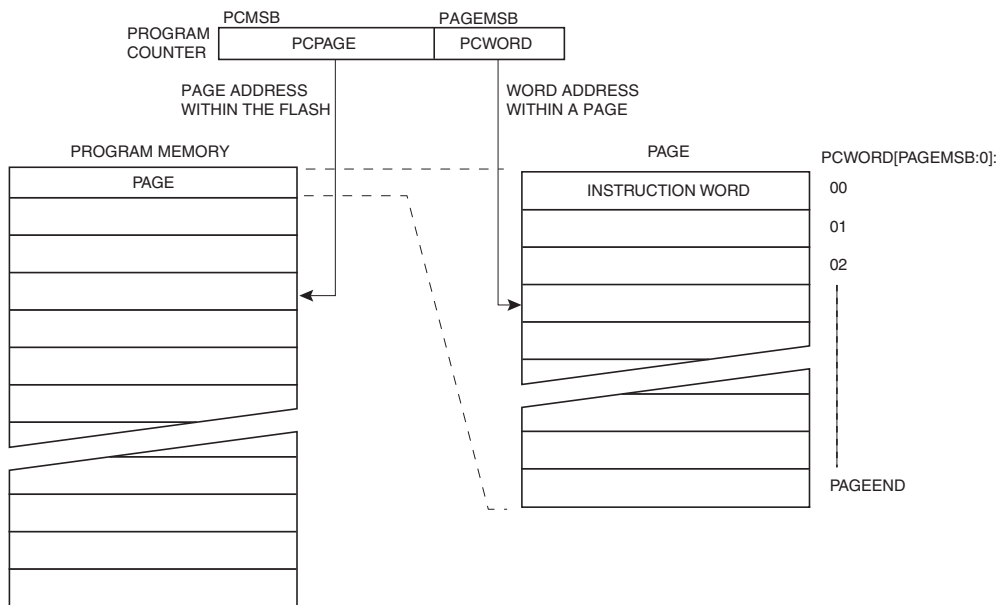 PCMSB
PAGEMSB
PROGRAM
COUNTER
PCPAGE
PCWORD
PAGE ADDRESS
WITHIN THE FLASH
WORD ADDRESS
WITHIN A PAGE
PROGRAM MEMORY
PAGE
PCWORD[PAGEMSB:0]:
PAGE
INSTRUCTION WORD
00
01
02
PAGEEND